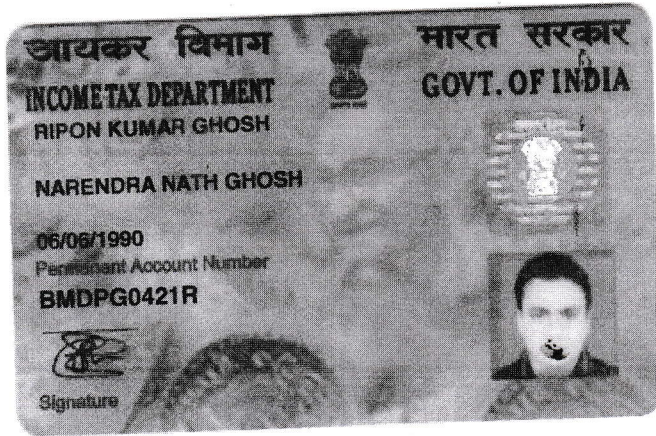 आयकर विभाग
भारत सरकार
INCOME TAX DEPARTMENT
GOVT. OF INDIA
RIPON KUMAR GHOSH
NARENDRA NATH GHOSH
06/06/1990
Permanant Account Number
BMDPG0421R
Signature